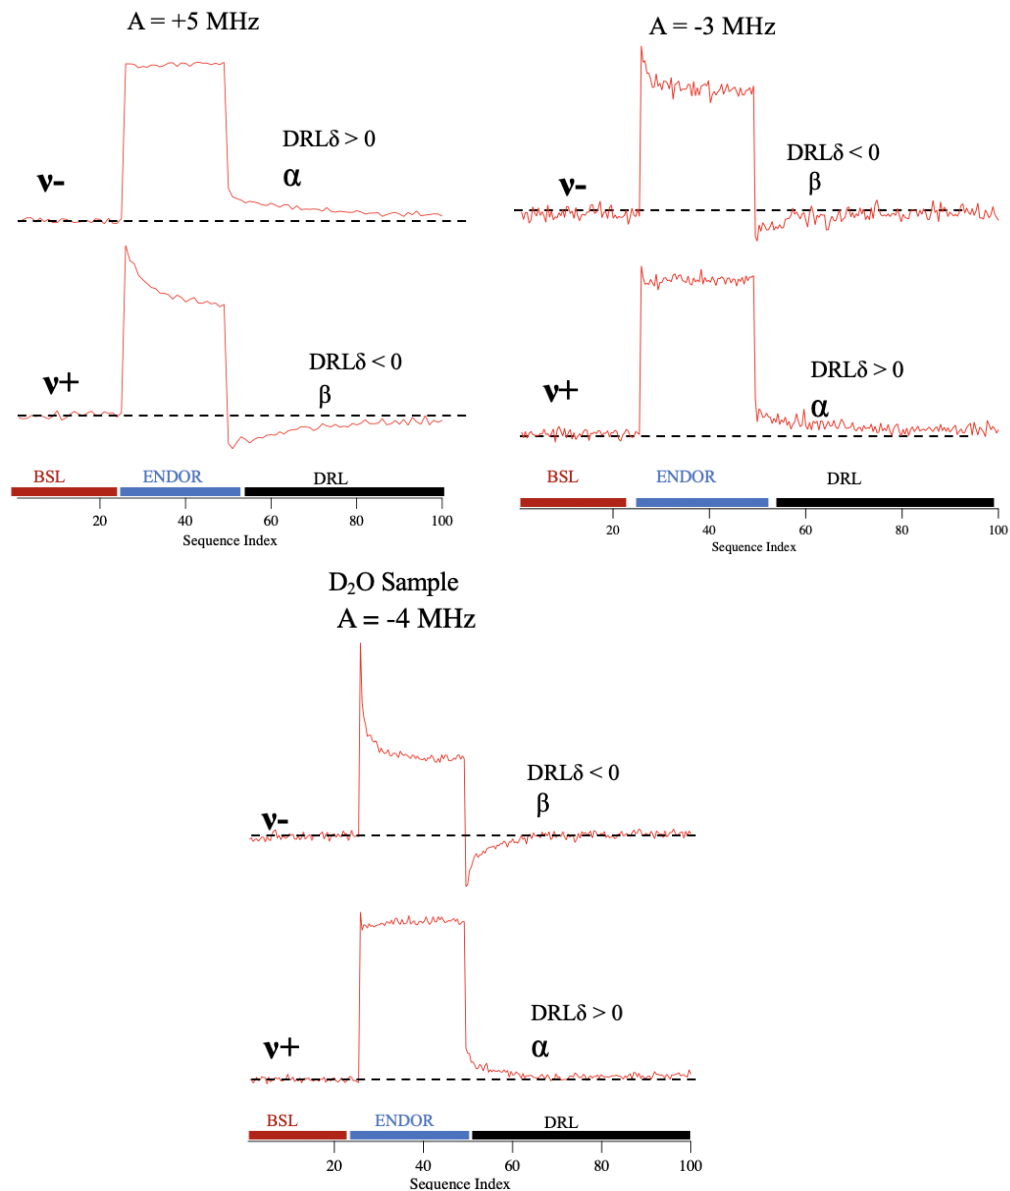 A = +5 MHz
ν-
DRLδ > 0
α
ν+
DRLδ < 0
β
BSL ENDOR DRL
20 40 60 80 100
Sequence Index
A = -3 MHz
ν-
DRLδ < 0
β
ν+
DRLδ > 0
α
BSL ENDOR DRL
20 40 60 80 100
Sequence Index
D₂O Sample
A = -4 MHz
ν-
DRLδ < 0
β
ν+
DRLδ > 0
α
BSL ENDOR DRL
20 40 60 80 100
Sequence Index